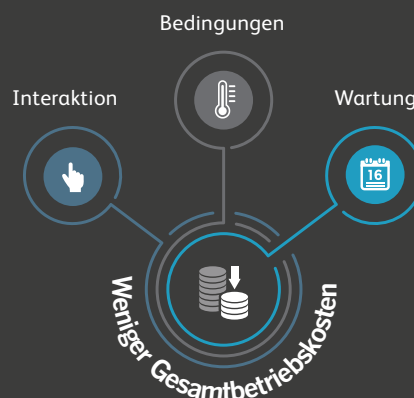 Bedingungen
Interaktion
Wartung
16
Weniger Gesamtbetriebskosten